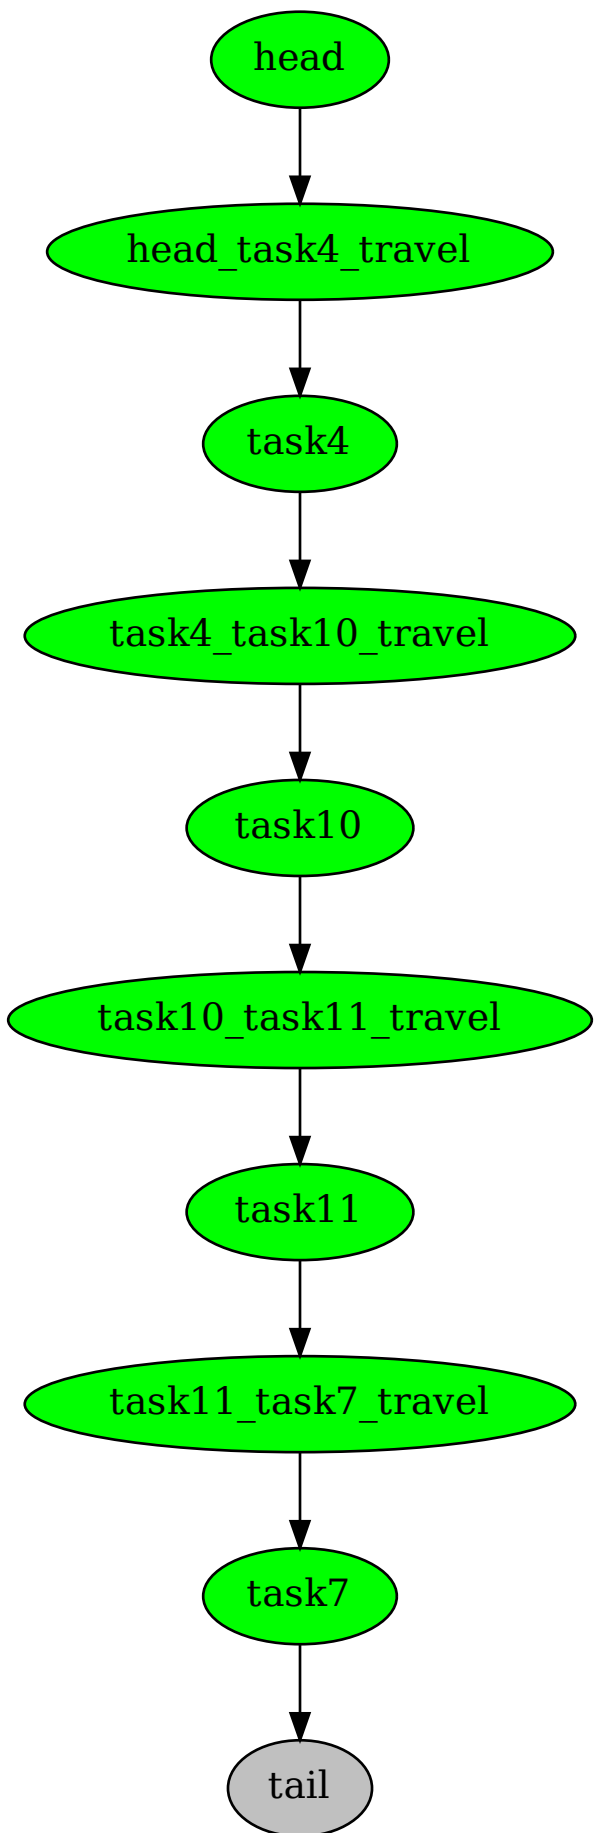 head
head_task4_travel
task4
task4_task10_travel
task10
task10_task11_travel
task11
task11_task7_travel
task7
tail